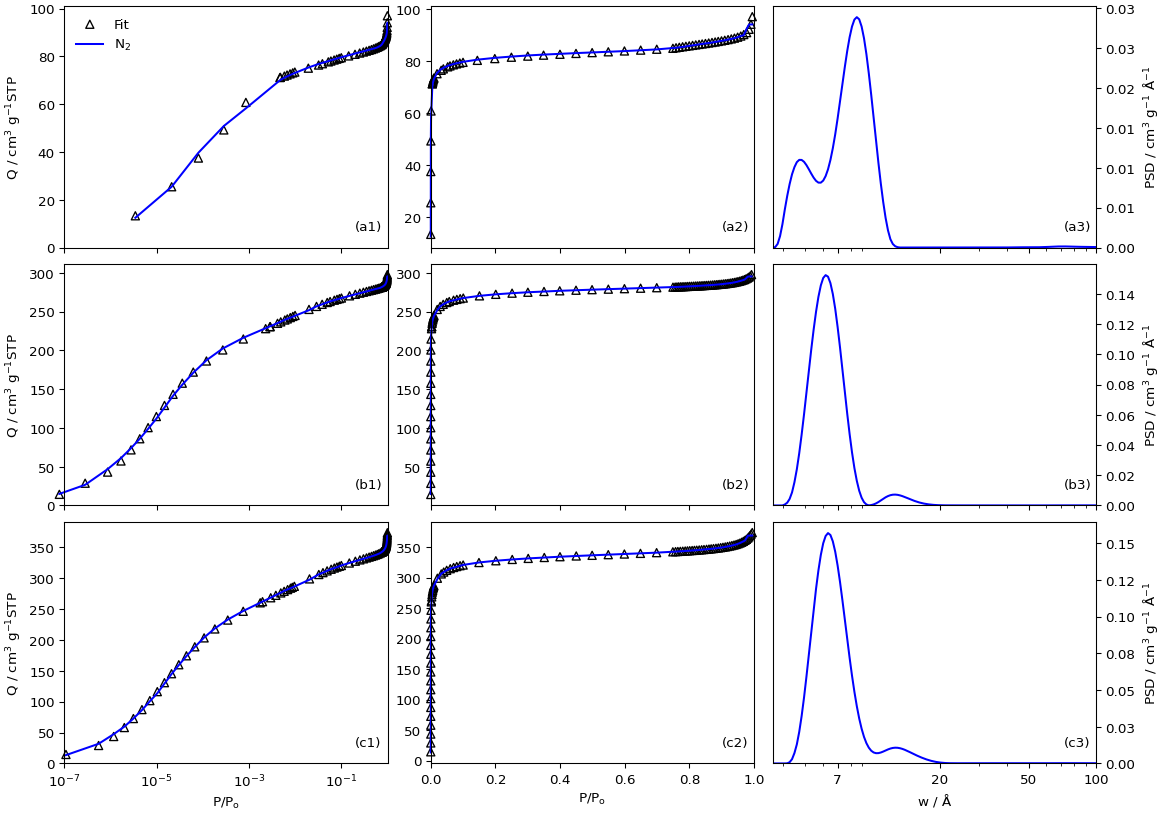 Fit
N₂
Q / cm³ g⁻¹STP
100
80
60
40
20
0
(a1)
100
80
60
40
20
(a2)
0.03
0.03
0.02
0.01
0.01
0.01
0.00
PSD / cm³ g⁻¹ Å⁻¹
(a3)
Q / cm³ g⁻¹STP
300
250
200
150
100
50
0
(b1)
300
250
200
150
100
50
(b2)
0.14
0.12
0.10
0.08
0.06
0.04
0.02
0.00
PSD / cm³ g⁻¹ Å⁻¹
(b3)
Q / cm³ g⁻¹STP
350
300
250
200
150
100
50
0
(c1)
10⁻⁷ 10⁻⁵ 10⁻³ 10⁻¹
P/Pₒ
350
300
250
200
150
100
50
0
(c2)
0.0 0.2 0.4 0.6 0.8 1.0
P/Pₒ
0.15
0.12
0.10
0.08
0.05
0.03
0.00
PSD / cm³ g⁻¹ Å⁻¹
(c3)
7 20 50 100
w / Å